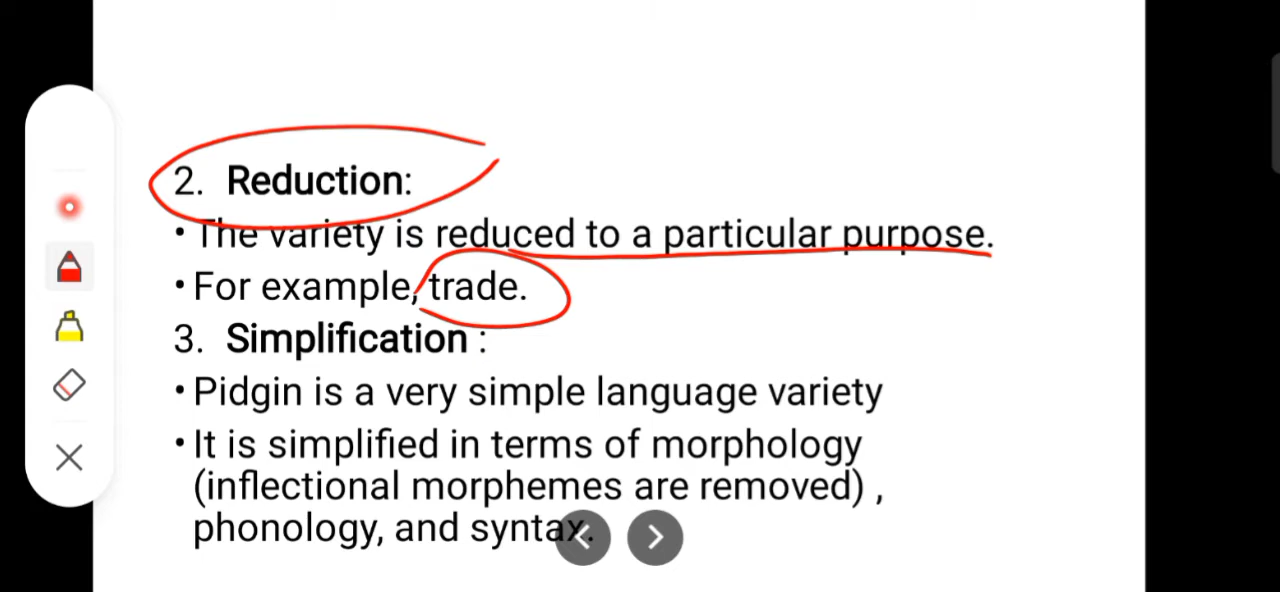 2. Reduction:
• The variety is reduced to a particular purpose.
• For example, trade.
3. Simplification :
• Pidgin is a very simple language variety
• It is simplified in terms of morphology
(inflectional morphemes are removed) ,
phonology, and syntax.